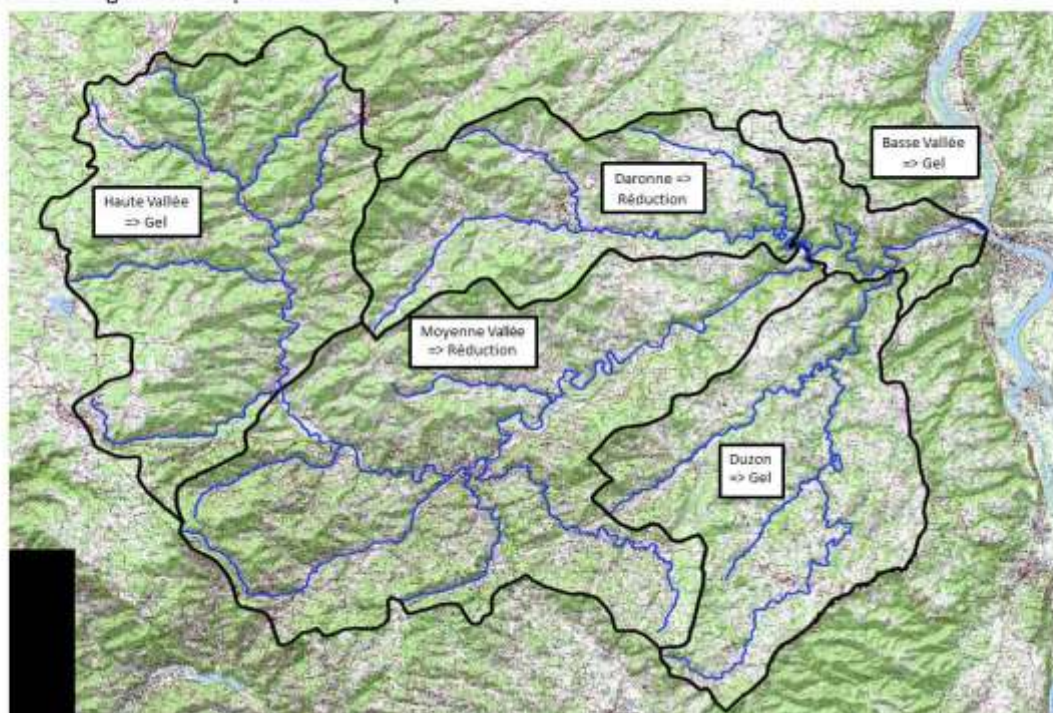 Basse Vallée
=> Gel
Daronne =>
Réduction
Haute Vallée
=> Gel
Moyenne Vallée
=> Réduction
Duzon
=> Gel